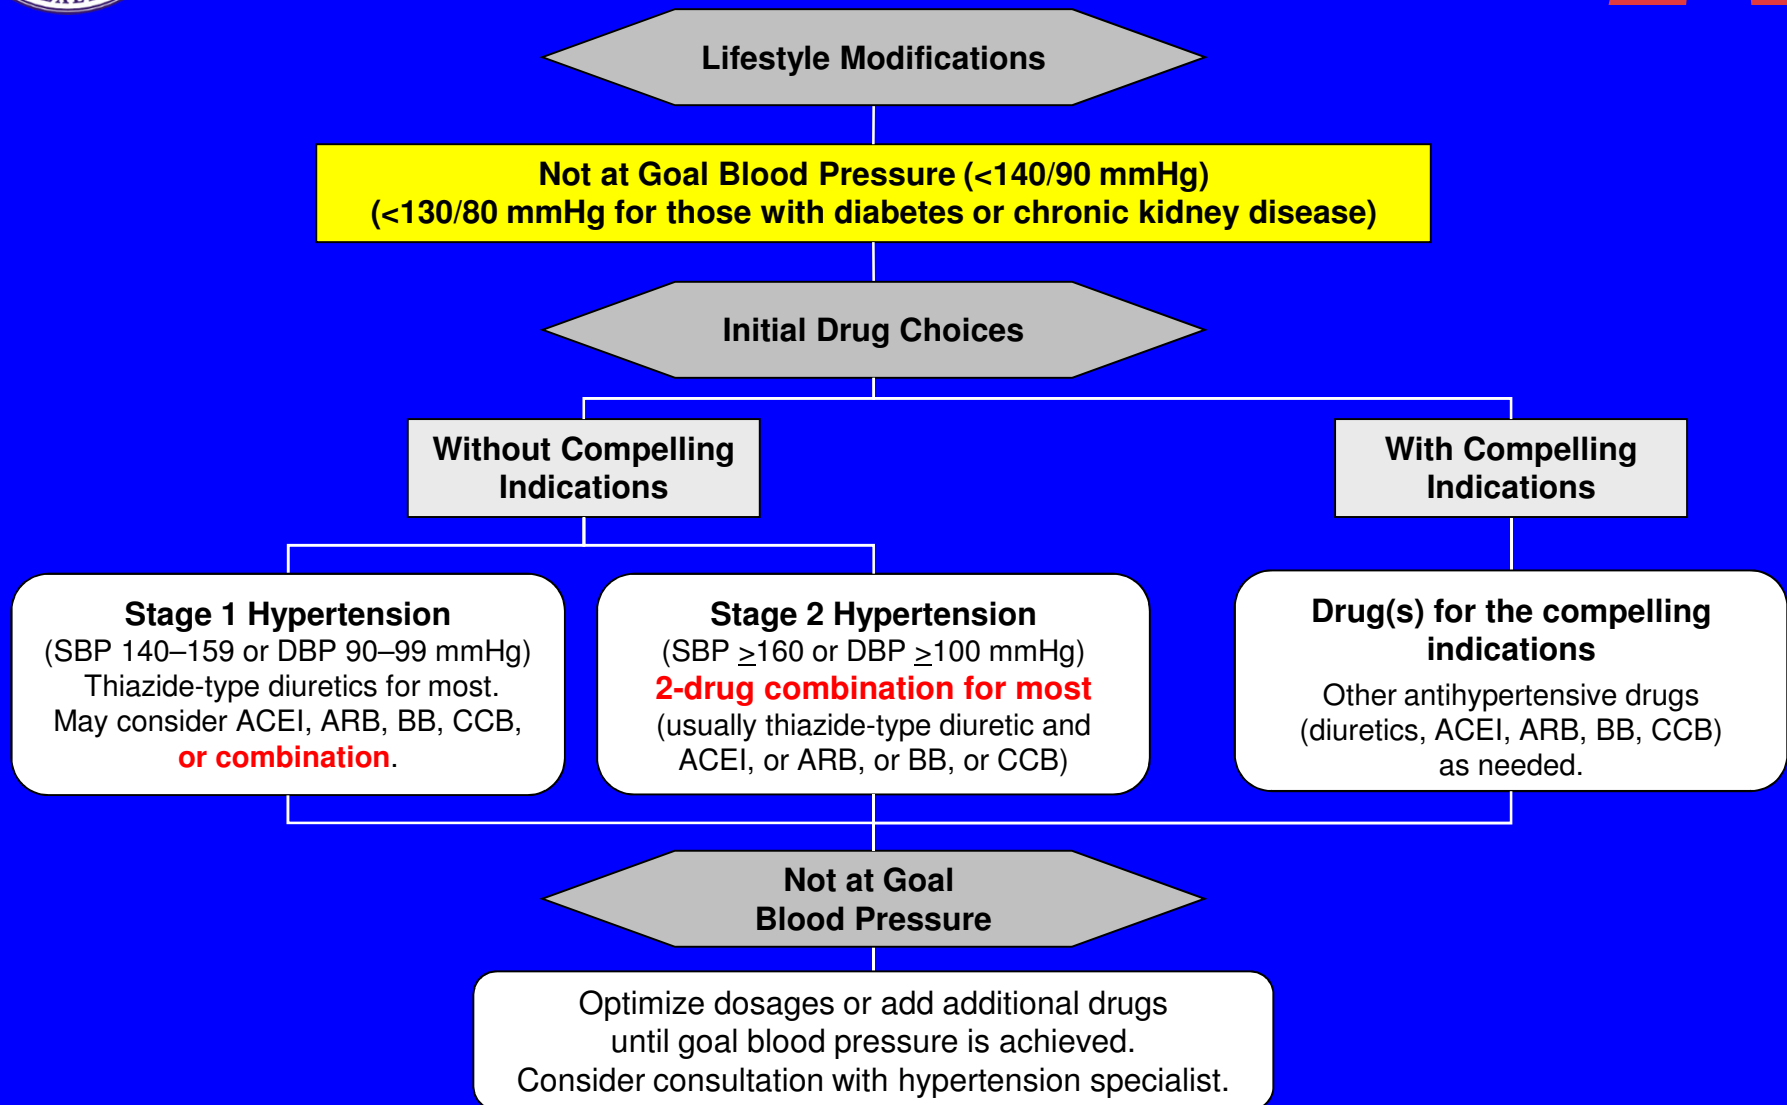 Lifestyle Modifications
Not at Goal Blood Pressure (<140/90 mmHg)
(<130/80 mmHg for those with diabetes or chronic kidney disease)
Initial Drug Choices
Without Compelling
Indications
With Compelling
Indications
Stage 1 Hypertension
(SBP 140–159 or DBP 90–99 mmHg)
Thiazide-type diuretics for most.
May consider ACEI, ARB, BB, CCB,
or combination.
Stage 2 Hypertension
(SBP >160 or DBP >100 mmHg)
2-drug combination for most
(usually thiazide-type diuretic and
ACEI, or ARB, or BB, or CCB)
Drug(s) for the compelling
indications
Other antihypertensive drugs
(diuretics, ACEI, ARB, BB, CCB)
as needed.
Not at Goal
Blood Pressure
Optimize dosages or add additional drugs
until goal blood pressure is achieved.
Consider consultation with hypertension specialist.